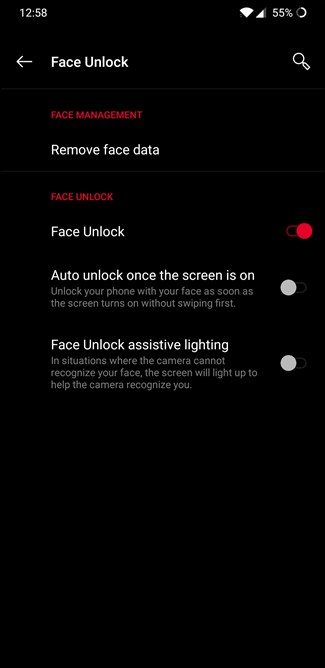 12:58
55%
Face Unlock
FACE MANAGEMENT
Remove face data
FACE UNLOCK
Face Unlock
Auto unlock once the screen is on
Unlock your phone with your face as soon as
the screen turns on without swiping first.
Face Unlock assistive lighting
In situations where the camera cannot
recognize your face, the screen will light up to
help the camera recognize you.